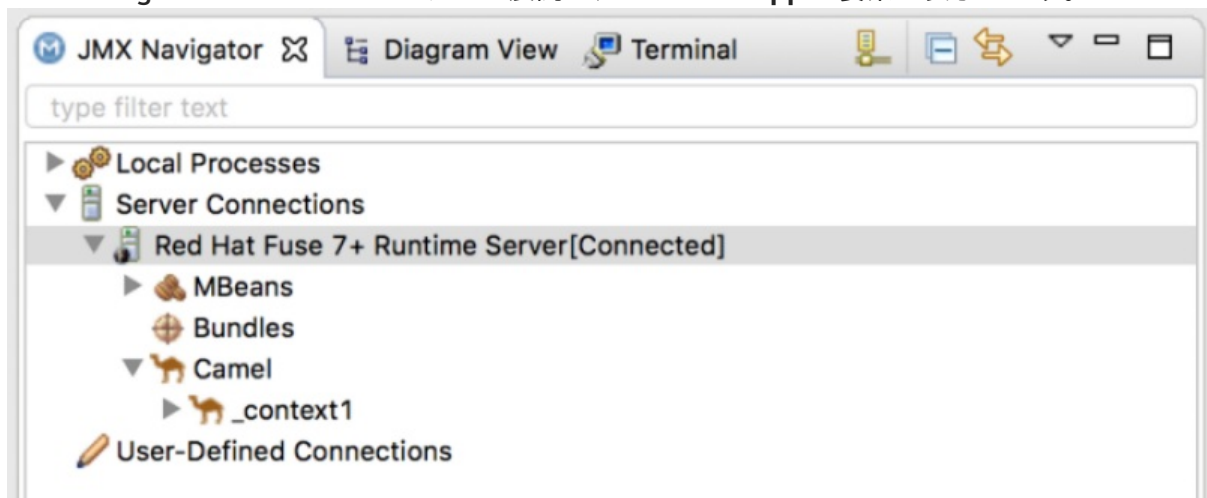 JMX Navigator Diagram View Terminal
type filter text
Local Processes
Server Connections
Red Hat Fuse 7+ Runtime Server[Connected]
MBeans
Bundles
Camel
_context1
User-Defined Connections